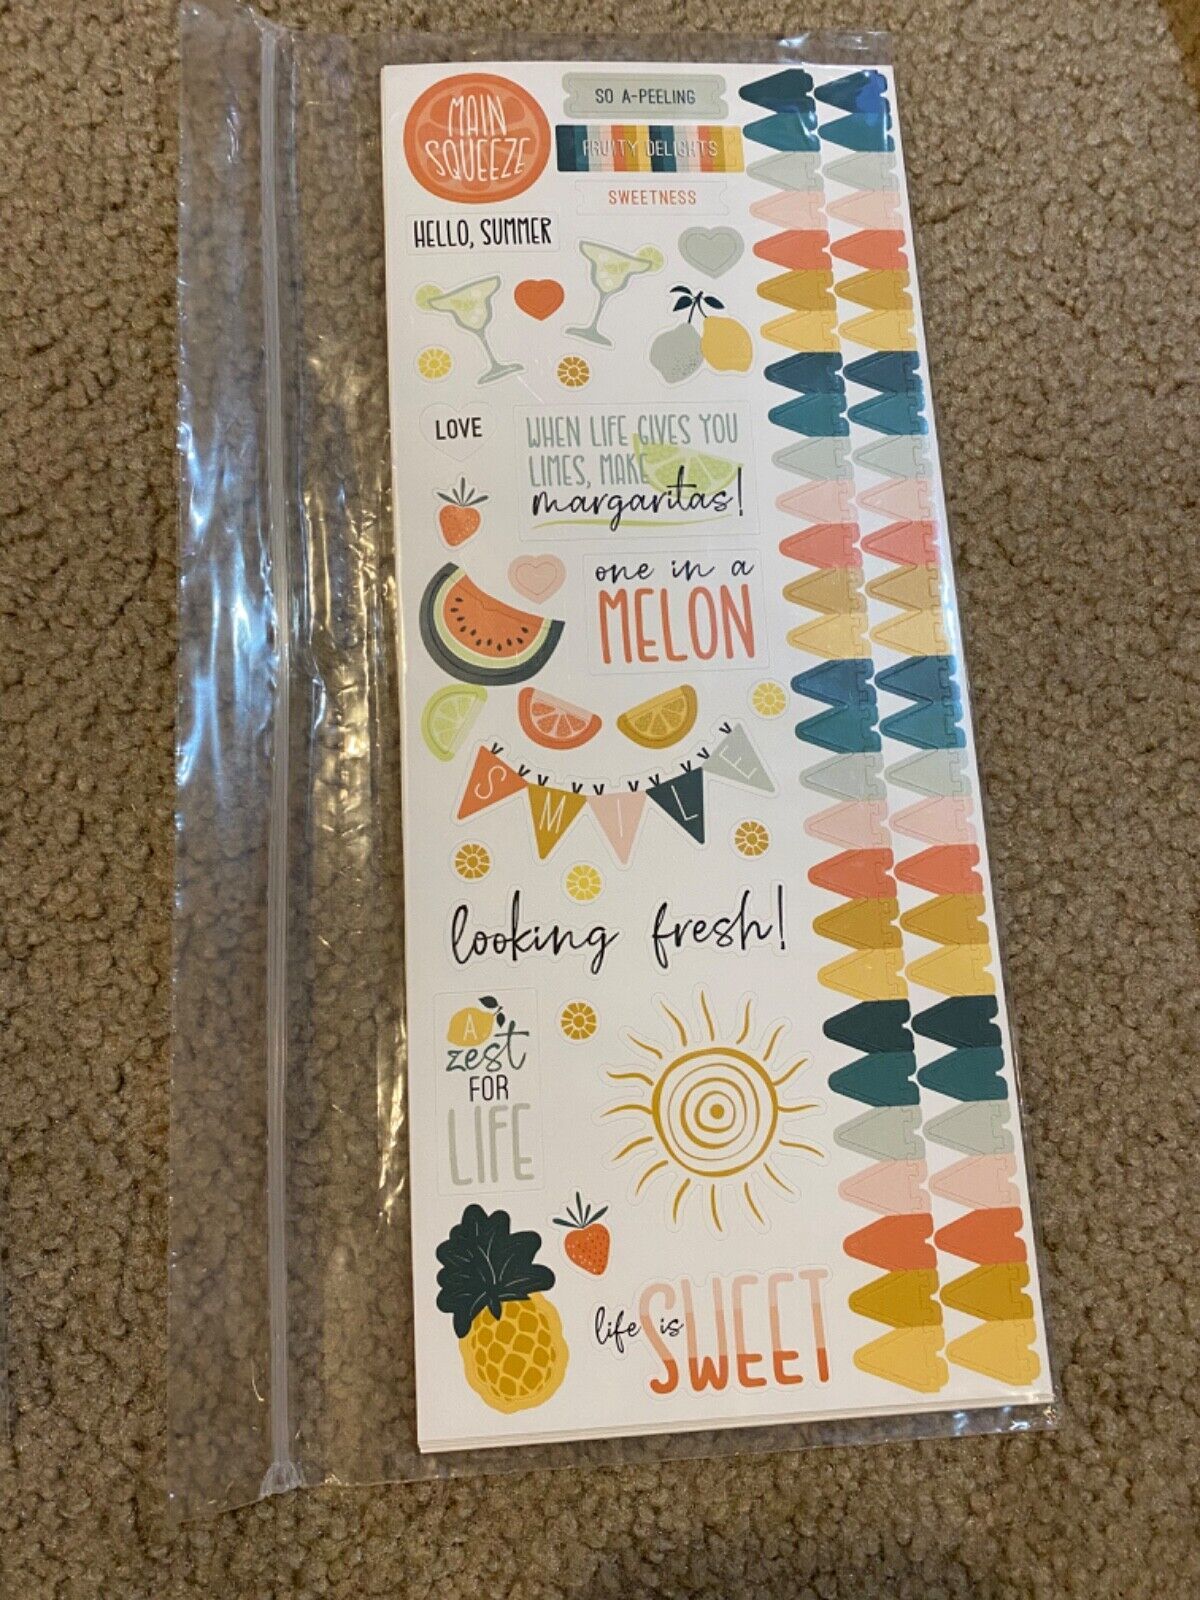 MAIN
SQUEEZE
SO A-PEELING
FRUITY DELIGHTS
SWEETNESS
HELLO, SUMMER
LOVE
WHEN LIFE GIVES YOU
LIMES, MAKE
margaritas!
one in a
MELON
SMILE
looking fresh!
A
zest
FOR
LIFE
life is SWEET